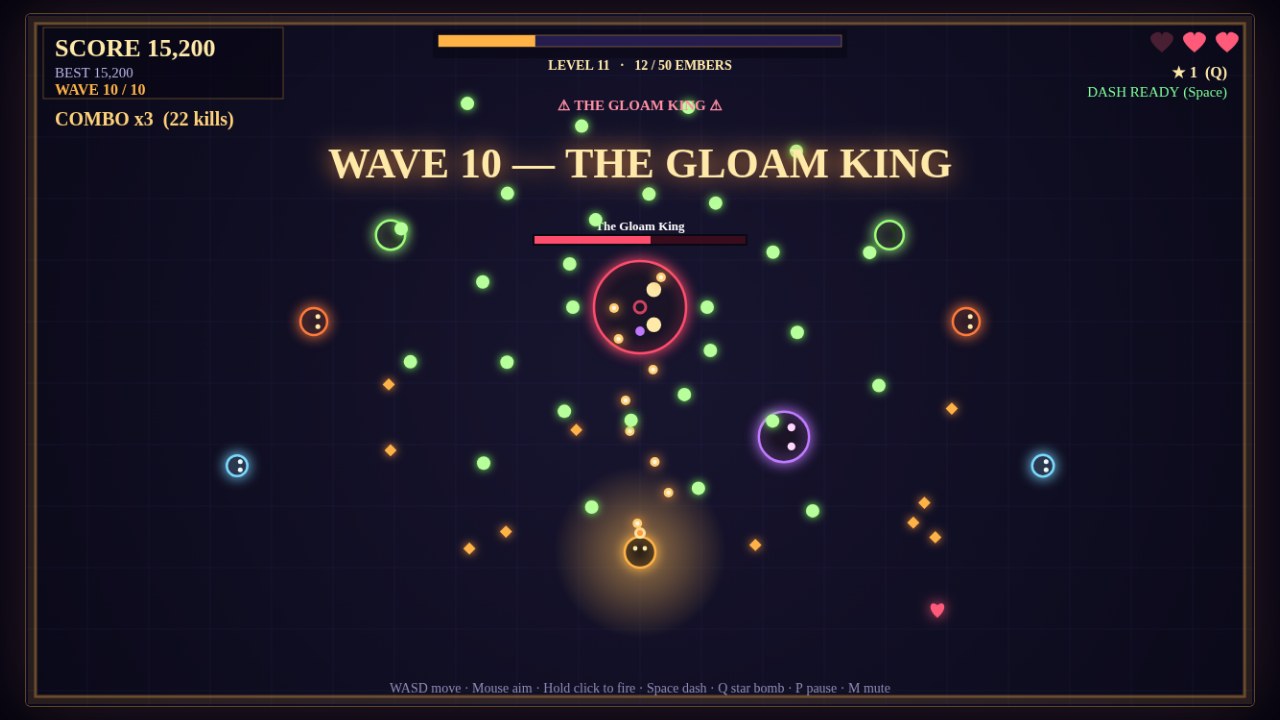 SCORE 15,200
BEST 15,200
WAVE 10 / 10
COMBO x3 (22 kills)
LEVEL 11 · 12 / 50 EMBERS
★ 1 (Q)
DASH READY (Space)
⚠ THE GLOAM KING ⚠
WAVE 10 — THE GLOAM KING
The Gloam King
WASD move · Mouse aim · Hold click to fire · Space dash · Q star bomb · P pause · M mute